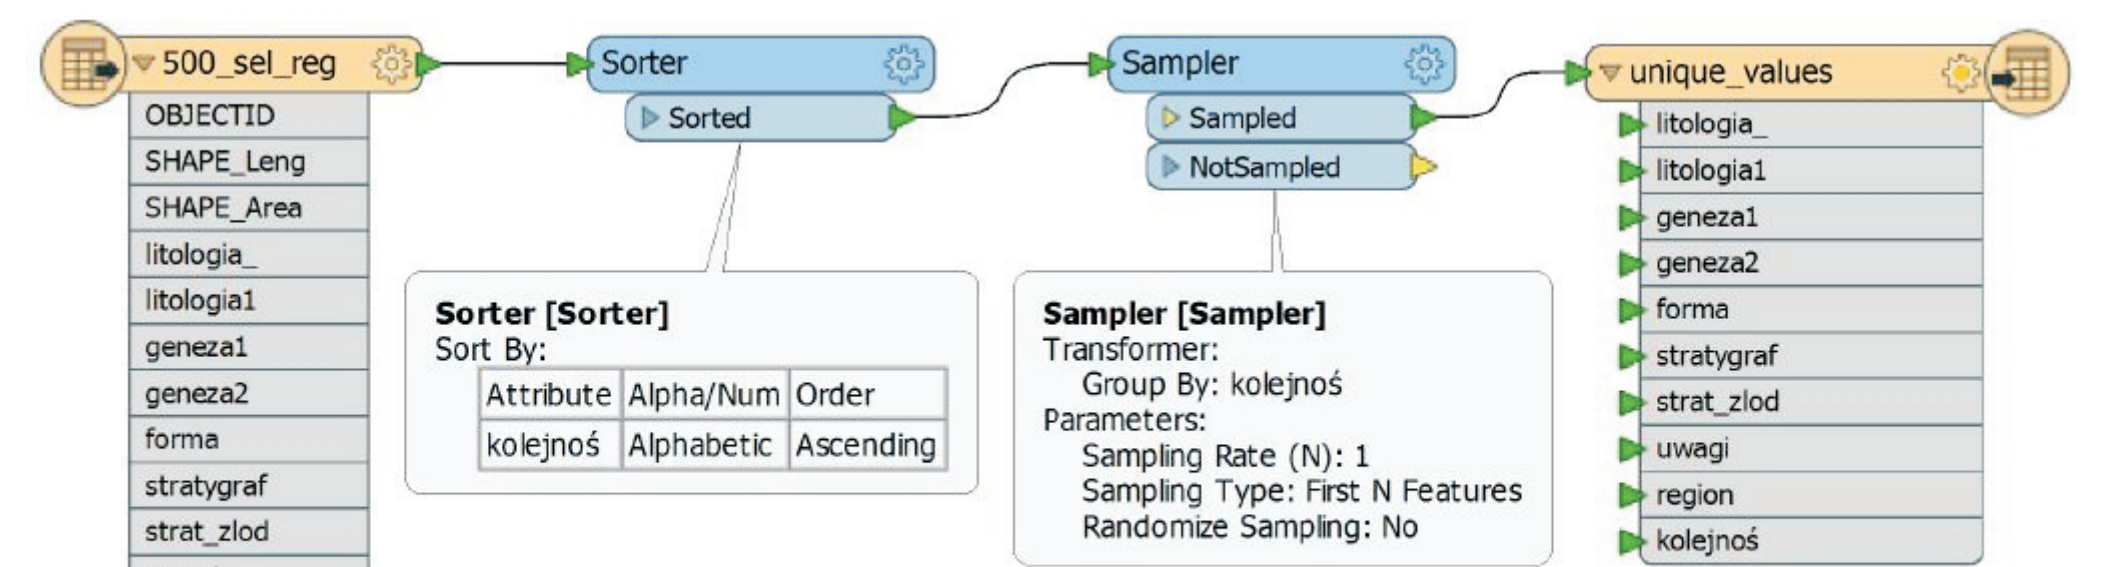 500_sel_reg
OBJECTID
SHAPE_Leng
SHAPE_Area
litologia_
litologia1
geneza1
geneza2
forma
stratygraf
strat_zlod
Sorter
Sorted
Sorter [Sorter]
Sort By:
Attribute Alpha/Num Order
kolejnoś Alphabetic Ascending
Sampler
Sampled
NotSampled
Sampler [Sampler]
Transformer:
Group By: kolejnoś
Parameters:
Sampling Rate (N): 1
Sampling Type: First N Features
Randomize Sampling: No
unique_values
litologia_
litologia1
geneza1
geneza2
forma
stratygraf
strat_zlod
uwagi
region
kolejnoś